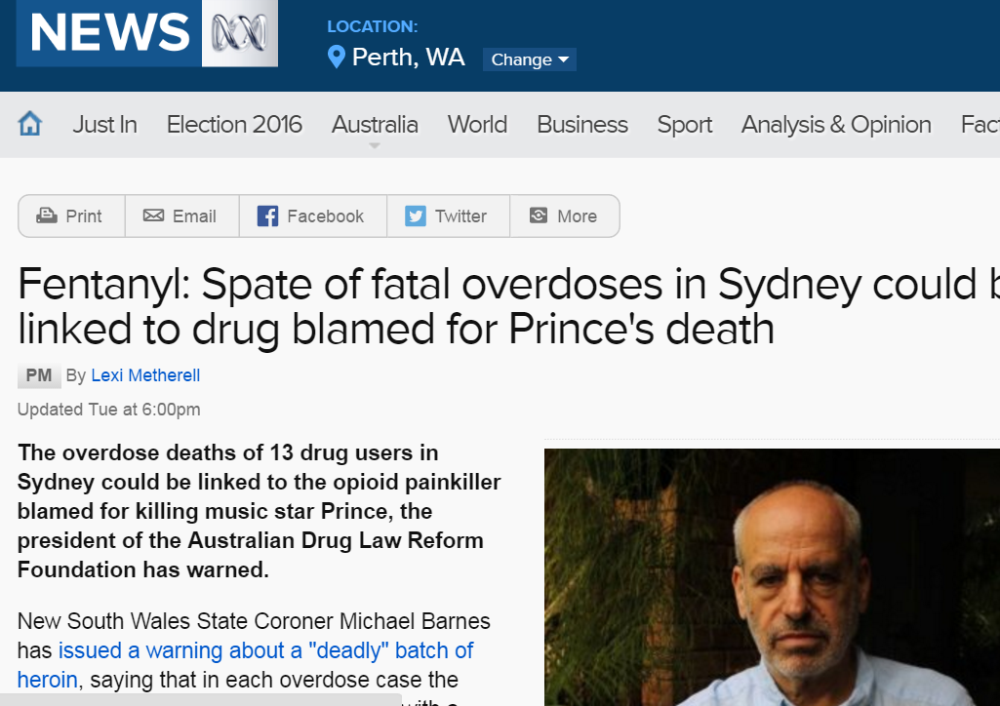 NEWS
LOCATION:
Perth, WA
Change
Just In Election 2016 Australia World Business Sport Analysis & Opinion Fac
Print Email Facebook Twitter More
Fentanyl: Spate of fatal overdoses in Sydney could b
linked to drug blamed for Prince's death
PM By Lexi Metherell
Updated Tue at 6:00pm
The overdose deaths of 13 drug users in
Sydney could be linked to the opioid painkiller
blamed for killing music star Prince, the
president of the Australian Drug Law Reform
Foundation has warned.
New South Wales State Coroner Michael Barnes
has issued a warning about a "deadly" batch of
heroin, saying that in each overdose case the